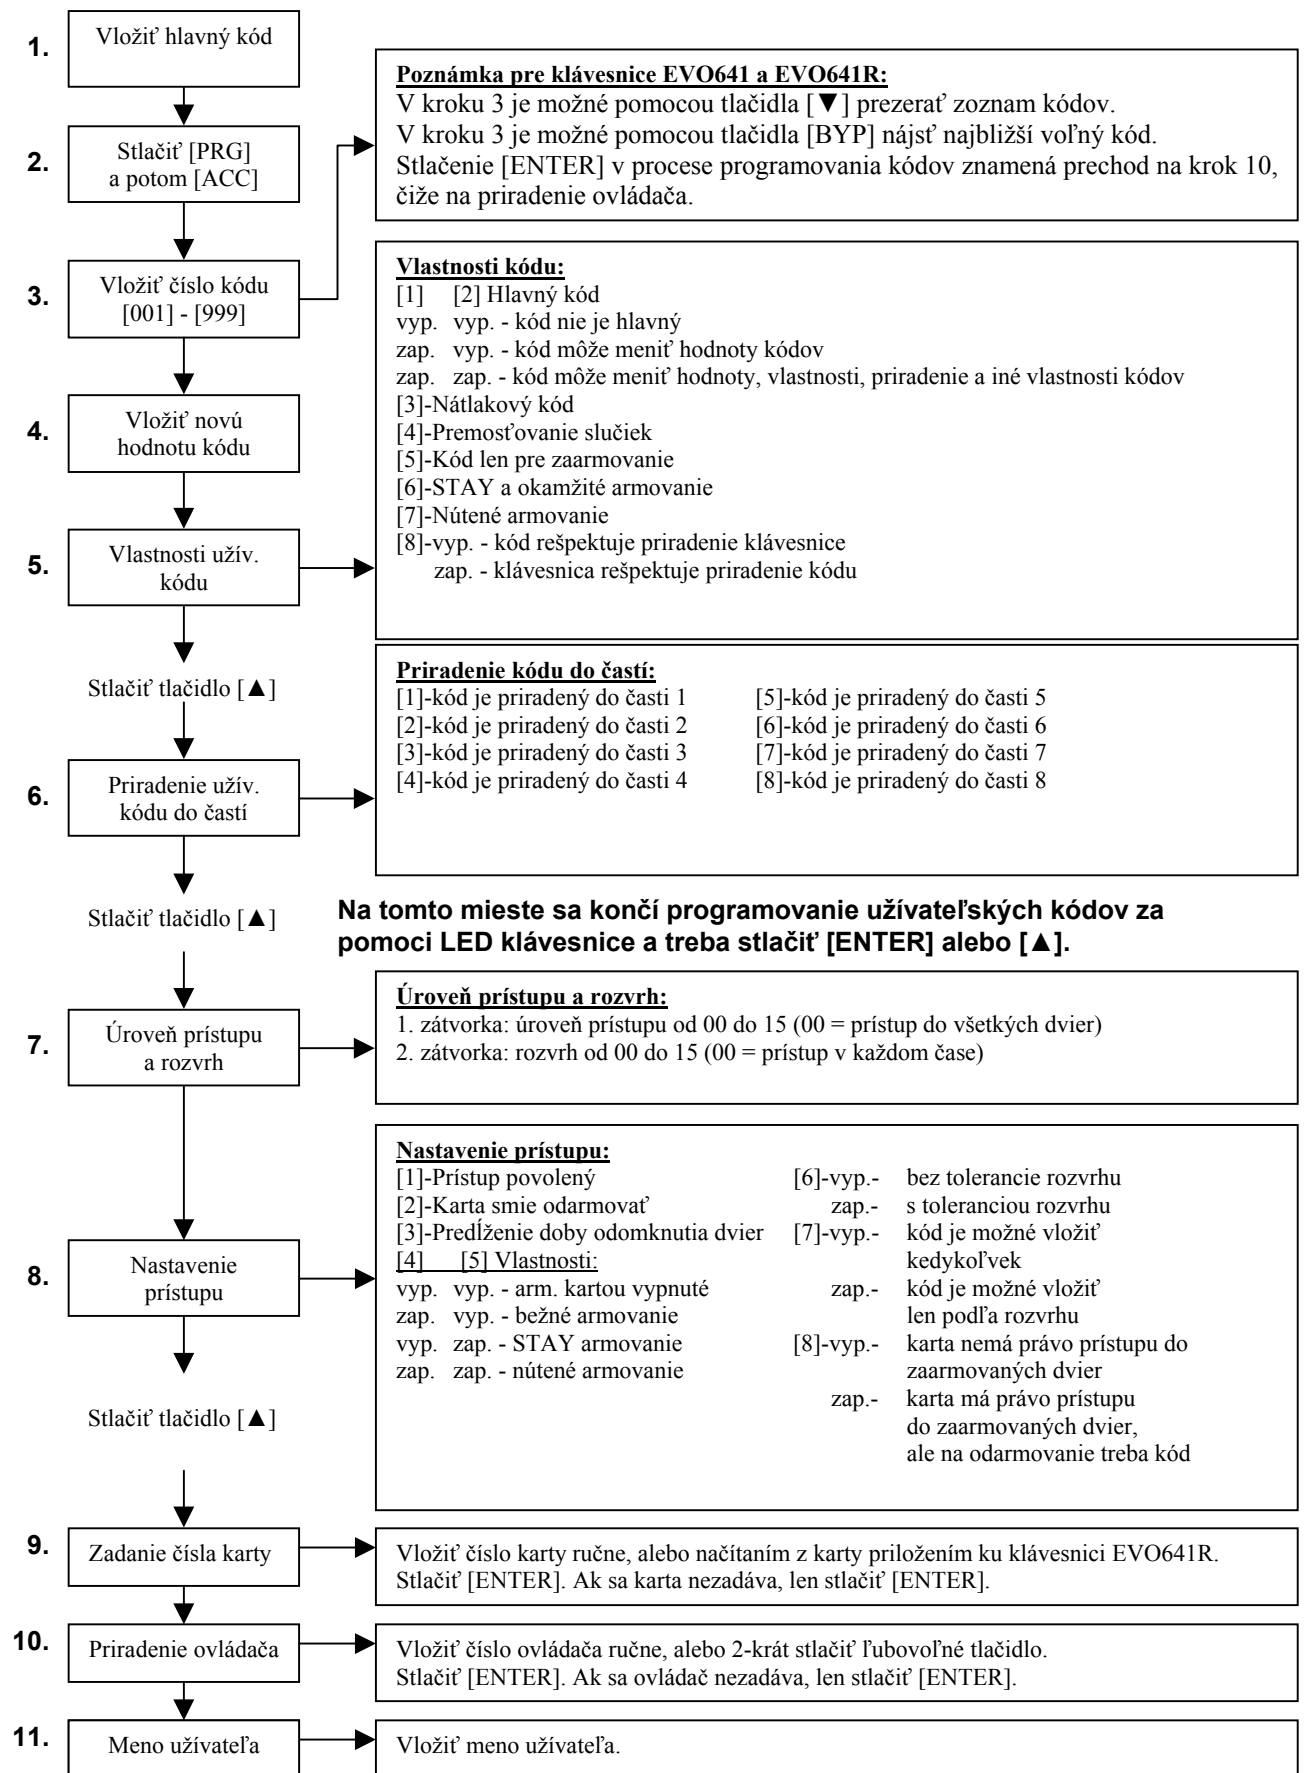 1.
Vložiť hlavný kód
Poznámka pre klávesnice EVO641 a EVO641R:
V kroku 3 je možné pomocou tlačidla [▼] prezerať zoznam kódov.
V kroku 3 je možné pomocou tlačidla [BYP] nájsť najbližší voľný kód.
Stlačenie [ENTER] v procese programovania kódov znamená prechod na krok 10,
čiže na priradenie ovládača.
2.
Stlačiť [PRG]
a potom [ACC]
3.
Vložiť číslo kódu
[001] - [999]
Vlastnosti kódu:
[1] [2] Hlavný kód
vyp. vyp. - kód nie je hlavný
zap. vyp. - kód môže meniť hodnoty kódov
zap. zap. - kód môže meniť hodnoty, vlastnosti, priradenie a iné vlastnosti kódov
[3]-Nátlakový kód
[4]-Premosťovanie slučiek
[5]-Kód len pre zaarmovanie
[6]-STAY a okamžité armovanie
[7]-Nútené armovanie
[8]-vyp. - kód rešpektuje priradenie klávesnice
zap. - klávesnica rešpektuje priradenie kódu
4.
Vložiť novú
hodnotu kódu
5.
Vlastnosti užív.
kódu
Stlačiť tlačidlo [▲]
Priradenie kódu do častí:
[1]-kód je priradený do časti 1 [5]-kód je priradený do časti 5
[2]-kód je priradený do časti 2 [6]-kód je priradený do časti 6
[3]-kód je priradený do časti 3 [7]-kód je priradený do časti 7
[4]-kód je priradený do časti 4 [8]-kód je priradený do časti 8
6.
Priradenie užív.
kódu do častí
Stlačiť tlačidlo [▲]
Na tomto mieste sa končí programovanie užívateľských kódov za
pomoci LED klávesnice a treba stlačiť [ENTER] alebo [▲].
7.
Úroveň prístupu
a rozvrh
Úroveň prístupu a rozvrh:
1. zátvorka: úroveň prístupu od 00 do 15 (00 = prístup do všetkých dvier)
2. zátvorka: rozvrh od 00 do 15 (00 = prístup v každom čase)
8.
Nastavenie
prístupu
Nastavenie prístupu:
[1]-Prístup povolený [6]-vyp.- bez tolerancie rozvrhu
[2]-Karta smie odarmovať zap.- s toleranciou rozvrhu
[3]-Predĺženie doby odomknutia dvier [7]-vyp.- kód je možné vložiť
[4] [5] Vlastnosti: kedykoľvek
vyp. vyp. - arm. kartou vypnuté zap.- kód je možné vložiť
zap. vyp. - bežné armovanie len podľa rozvrhu
vyp. zap. - STAY armovanie [8]-vyp.- karta nemá právo prístupu do
zap. zap. - nútené armovanie zaarmovaných dvier
zap.- karta má právo prístupu
do zaarmovaných dvier,
ale na odarmovanie treba kód
Stlačiť tlačidlo [▲]
9.
Zadanie čísla karty
Vložiť číslo karty ručne, alebo načítaním z karty priložením ku klávesnici EVO641R.
Stlačiť [ENTER]. Ak sa karta nezadáva, len stlačiť [ENTER].
10.
Priradenie ovládača
Vložiť číslo ovládača ručne, alebo 2-krát stlačiť ľubovoľné tlačidlo.
Stlačiť [ENTER]. Ak sa ovládač nezadáva, len stlačiť [ENTER].
11.
Meno užívateľa
Vložiť meno užívateľa.